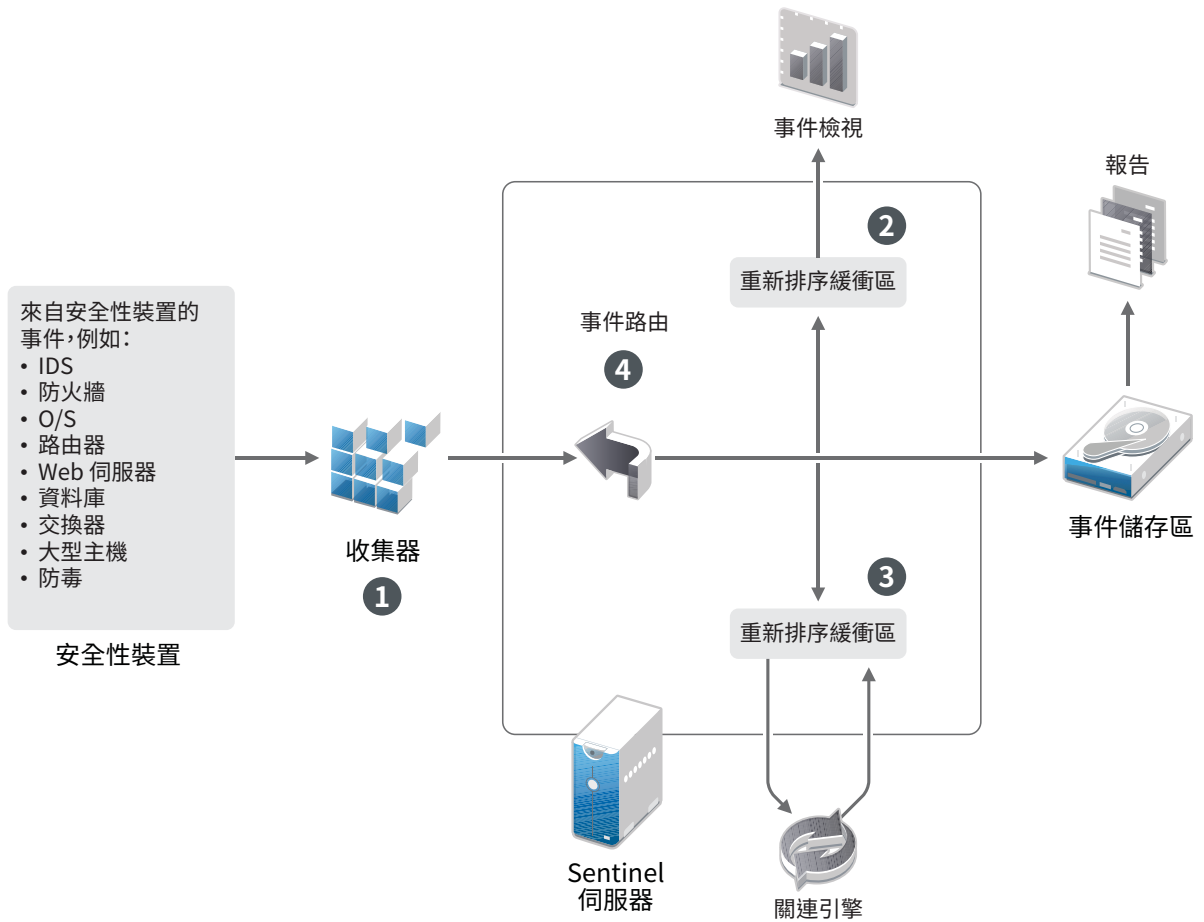 事件檢視
報告
2
重新排序緩衝區
事件路由
4
來自安全性裝置的
事件,例如:
• IDS
• 防火牆
• O/S
• 路由器
• Web 伺服器
• 資料庫
• 交換器
• 大型主機
• 防毒
安全性裝置
收集器
1
事件儲存區
3
重新排序緩衝區
Sentinel
伺服器
關連引擎